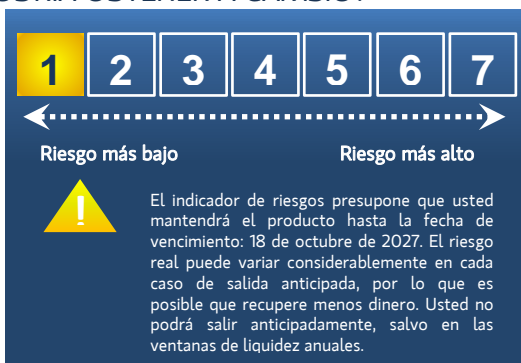 1 2 3 4 5 6 7
Riesgo más bajo Riesgo más alto
!
El indicador de riesgos presupone que usted
mantendrá el producto hasta la fecha de
vencimiento: 18 de octubre de 2027. El riesgo
real puede variar considerablemente en cada
caso de salida anticipada, por lo que es
posible que recupere menos dinero. Usted no
podrá salir anticipadamente, salvo en las
ventanas de liquidez anuales.